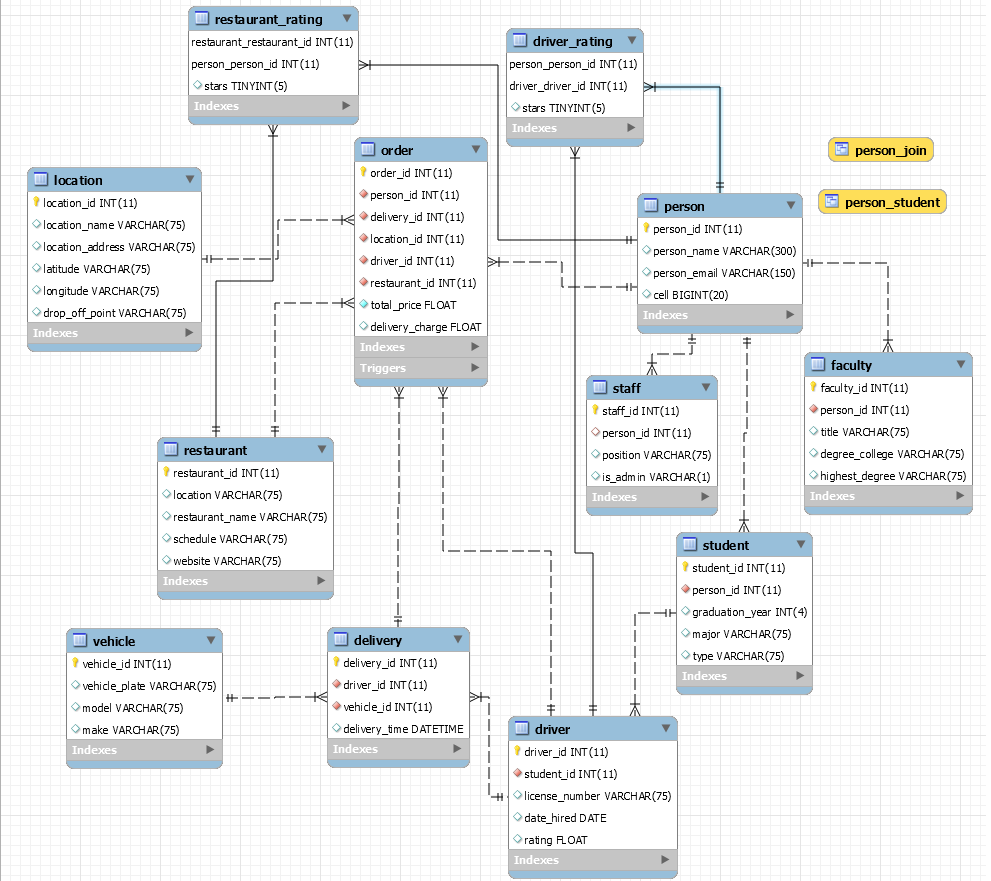 restaurant_rating
restaurant_restaurant_id INT(11)
person_person_id INT(11)
stars TINYINT(5)
Indexes
driver_rating
person_person_id INT(11)
driver_driver_id INT(11)
stars TINYINT(5)
Indexes
person_join
person_student
location
location_id INT(11)
location_name VARCHAR(75)
location_address VARCHAR(75)
latitude VARCHAR(75)
longitude VARCHAR(75)
drop_off_point VARCHAR(75)
Indexes
order
order_id INT(11)
person_id INT(11)
delivery_id INT(11)
location_id INT(11)
driver_id INT(11)
restaurant_id INT(11)
total_price FLOAT
delivery_charge FLOAT
Indexes
Triggers
person
person_id INT(11)
person_name VARCHAR(300)
person_email VARCHAR(150)
cell BIGINT(20)
Indexes
staff
staff_id INT(11)
person_id INT(11)
position VARCHAR(75)
is_admin VARCHAR(1)
Indexes
faculty
faculty_id INT(11)
person_id INT(11)
title VARCHAR(75)
degree_college VARCHAR(75)
highest_degree VARCHAR(75)
Indexes
restaurant
restaurant_id INT(11)
location VARCHAR(75)
restaurant_name VARCHAR(75)
schedule VARCHAR(75)
website VARCHAR(75)
Indexes
student
student_id INT(11)
person_id INT(11)
graduation_year INT(4)
major VARCHAR(75)
type VARCHAR(75)
Indexes
vehicle
vehicle_id INT(11)
vehicle_plate VARCHAR(75)
model VARCHAR(75)
make VARCHAR(75)
Indexes
delivery
delivery_id INT(11)
driver_id INT(11)
vehicle_id INT(11)
delivery_time DATETIME
Indexes
driver
driver_id INT(11)
student_id INT(11)
license_number VARCHAR(75)
date_hired DATE
rating FLOAT
Indexes